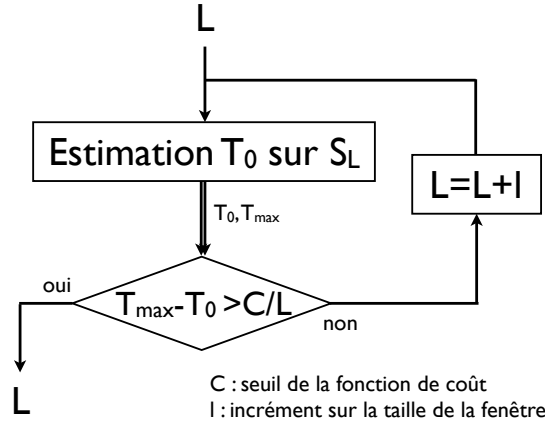 L
Estimation T₀ sur S_L
L=L+l
T₀,T_max
oui
T_max-T₀ >C/L
non
L
C : seuil de la fonction de coût
l : incrément sur la taille de la fenêtre